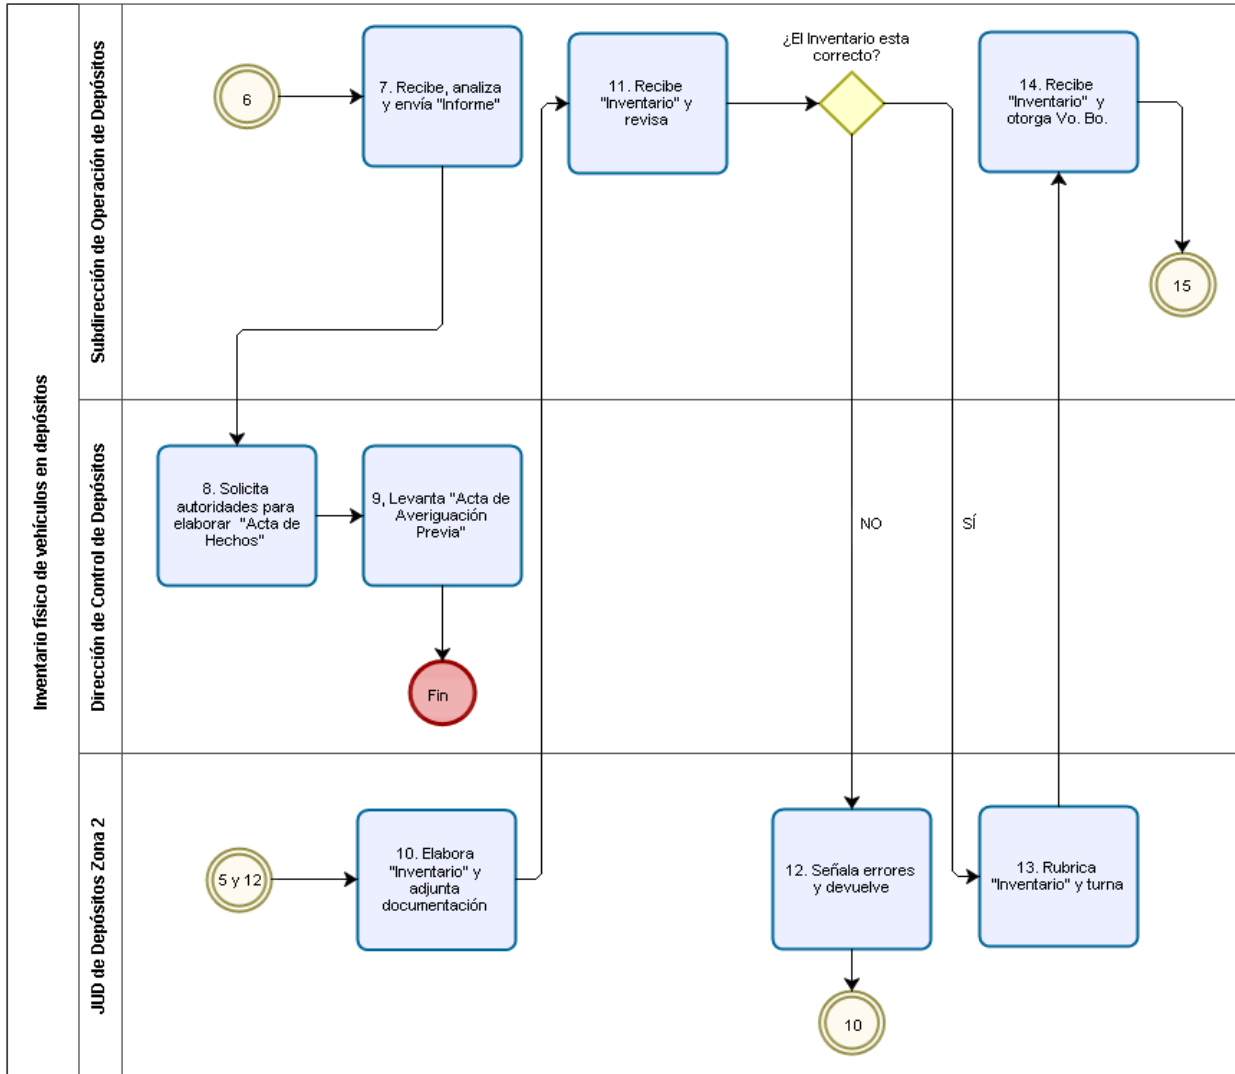 Inventario físico de vehículos en depósitos
Subdirección de Operación de Depósitos
6
7. Recibe, analiza
y envía "Informe"
11. Recibe
"Inventario" y
revisa
¿El Inventario esta
correcto?
14. Recibe
"Inventario" y
otorga Vo. Bo.
15
Dirección de Control de Depósitos
8. Solicita
autoridades para
elaborar "Acta de
Hechos"
9, Levanta "Acta de
Averiguación
Previa"
Fin
NO
SÍ
JUD de Depósitos Zona 2
5 y 12
10. Elabora
"Inventario" y
adjunta
documentación
12. Señala errores
y devuelve
13. Rubrica
"Inventario" y turna
10